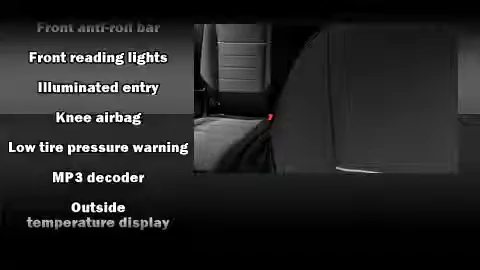 Front anti-roll bar
Front reading lights
Illuminated entry
Knee airbag
Low tire pressure warning
MP3 decoder
Outside
temperature display